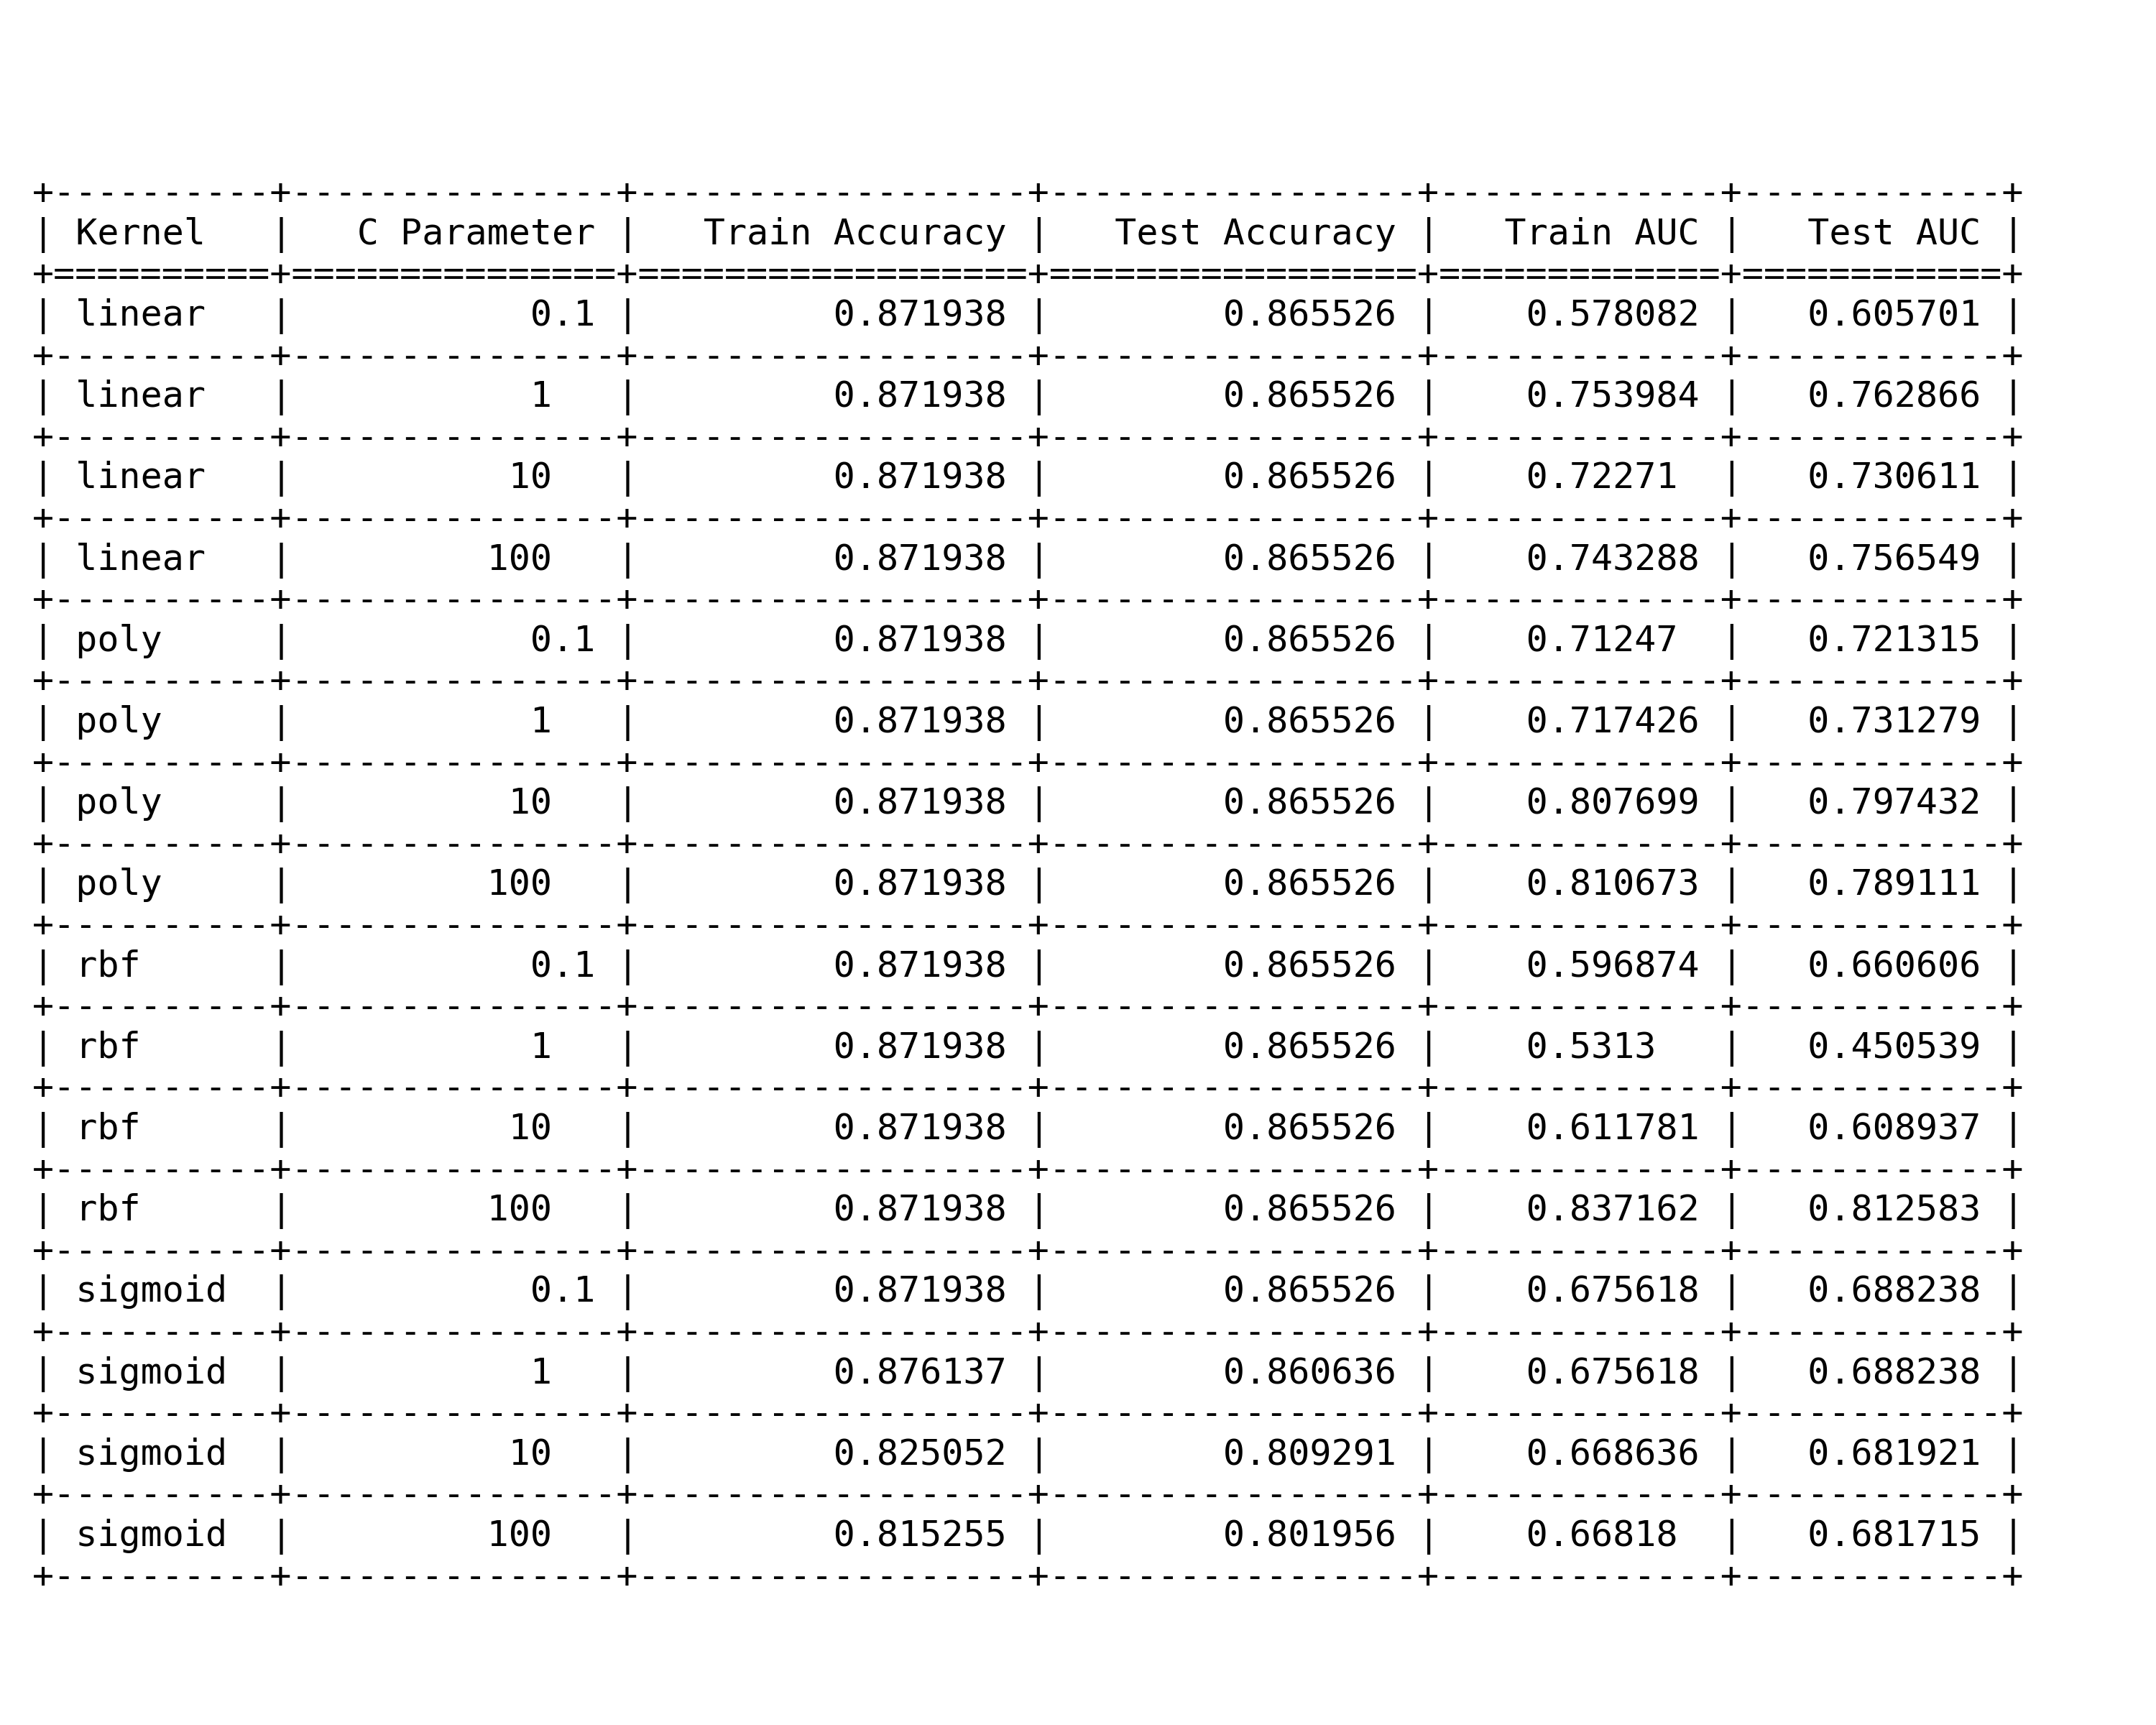 +----------+---------------+------------------+-----------------+-------------+------------+
| Kernel   |   C Parameter |   Train Accuracy |   Test Accuracy |   Train AUC |   Test AUC |
+==========+===============+==================+=================+=============+============+
| linear   |           0.1 |         0.871938 |        0.865526 |    0.578082 |   0.605701 |
+----------+---------------+------------------+-----------------+-------------+------------+
| linear   |           1   |         0.871938 |        0.865526 |    0.753984 |   0.762866 |
+----------+---------------+------------------+-----------------+-------------+------------+
| linear   |          10   |         0.871938 |        0.865526 |    0.72271  |   0.730611 |
+----------+---------------+------------------+-----------------+-------------+------------+
| linear   |         100   |         0.871938 |        0.865526 |    0.743288 |   0.756549 |
+----------+---------------+------------------+-----------------+-------------+------------+
| poly     |           0.1 |         0.871938 |        0.865526 |    0.71247  |   0.721315 |
+----------+---------------+------------------+-----------------+-------------+------------+
| poly     |           1   |         0.871938 |        0.865526 |    0.717426 |   0.731279 |
+----------+---------------+------------------+-----------------+-------------+------------+
| poly     |          10   |         0.871938 |        0.865526 |    0.807699 |   0.797432 |
+----------+---------------+------------------+-----------------+-------------+------------+
| poly     |         100   |         0.871938 |        0.865526 |    0.810673 |   0.789111 |
+----------+---------------+------------------+-----------------+-------------+------------+
| rbf      |           0.1 |         0.871938 |        0.865526 |    0.596874 |   0.660606 |
+----------+---------------+------------------+-----------------+-------------+------------+
| rbf      |           1   |         0.871938 |        0.865526 |    0.5313   |   0.450539 |
+----------+---------------+------------------+-----------------+-------------+------------+
| rbf      |          10   |         0.871938 |        0.865526 |    0.611781 |   0.608937 |
+----------+---------------+------------------+-----------------+-------------+------------+
| rbf      |         100   |         0.871938 |        0.865526 |    0.837162 |   0.812583 |
+----------+---------------+------------------+-----------------+-------------+------------+
| sigmoid  |           0.1 |         0.871938 |        0.865526 |    0.675618 |   0.688238 |
+----------+---------------+------------------+-----------------+-------------+------------+
| sigmoid  |           1   |         0.876137 |        0.860636 |    0.675618 |   0.688238 |
+----------+---------------+------------------+-----------------+-------------+------------+
| sigmoid  |          10   |         0.825052 |        0.809291 |    0.668636 |   0.681921 |
+----------+---------------+------------------+-----------------+-------------+------------+
| sigmoid  |         100   |         0.815255 |        0.801956 |    0.66818  |   0.681715 |
+----------+---------------+------------------+-----------------+-------------+------------+